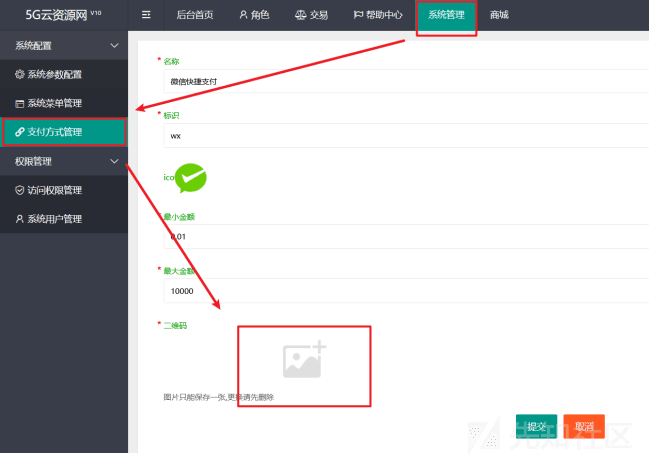 5G云资源网 V10
后台首页 角色 交易 帮助中心 系统管理 商城
系统配置
系统参数配置
系统菜单管理
支付方式管理
权限管理
访问权限管理
系统用户管理
* 名称
微信快捷支付
* 标识
wx
ico
* 最小金额
0.01
* 最大金额
10000
* 二维码
图片只能保存一张,更换请先删除
提交 取消
先知社区